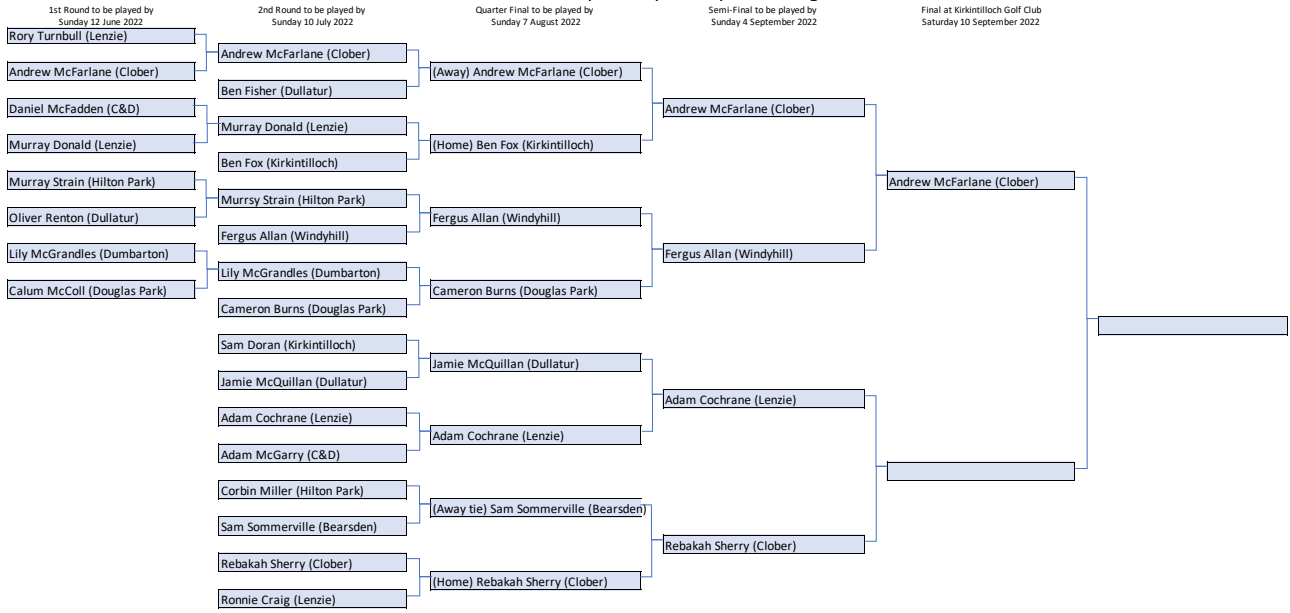 1st Round to be played by
Sunday 12 June 2022
2nd Round to be played by
Sunday 10 July 2022
Quarter Final to be played by
Sunday 7 August 2022
Semi-Final to be played by
Sunday 4 September 2022
Final at Kirkintilloch Golf Club
Saturday 10 September 2022
Rory Turnbull (Lenzie)
Andrew McFarlane (Clober)
Daniel McFadden (C&D)
Murray Donald (Lenzie)
Murray Strain (Hilton Park)
Oliver Renton (Dullatur)
Lily McGrandles (Dumbarton)
Calum McColl (Douglas Park)
Andrew McFarlane (Clober)
Ben Fisher (Dullatur)
Murray Donald (Lenzie)
Ben Fox (Kirkintilloch)
Murrsy Strain (Hilton Park)
Fergus Allan (Windyhill)
Lily McGrandles (Dumbarton)
Cameron Burns (Douglas Park)
Sam Doran (Kirkintilloch)
Jamie McQuillan (Dullatur)
Adam Cochrane (Lenzie)
Adam McGarry (C&D)
Corbin Miller (Hilton Park)
Sam Sommerville (Bearsden)
Rebakah Sherry (Clober)
Ronnie Craig (Lenzie)
(Away) Andrew McFarlane (Clober)
(Home) Ben Fox (Kirkintilloch)
Fergus Allan (Windyhill)
Cameron Burns (Douglas Park)
Jamie McQuillan (Dullatur)
Adam Cochrane (Lenzie)
(Away tie) Sam Sommerville (Bearsden)
(Home) Rebakah Sherry (Clober)
Andrew McFarlane (Clober)
Fergus Allan (Windyhill)
Adam Cochrane (Lenzie)
Rebakah Sherry (Clober)
Andrew McFarlane (Clober)